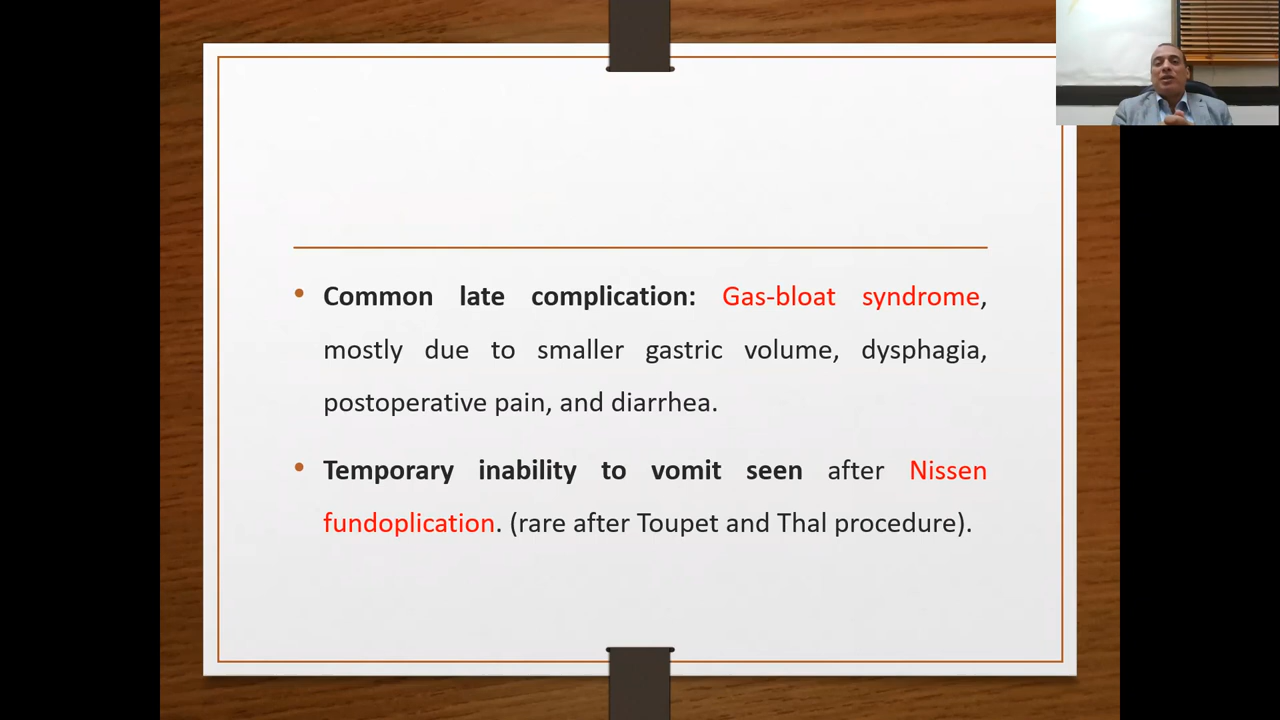 Common late complication: Gas-bloat syndrome,
mostly due to smaller gastric volume, dysphagia,
postoperative pain, and diarrhea.
Temporary inability to vomit seen after Nissen
fundoplication. (rare after Toupet and Thal procedure).